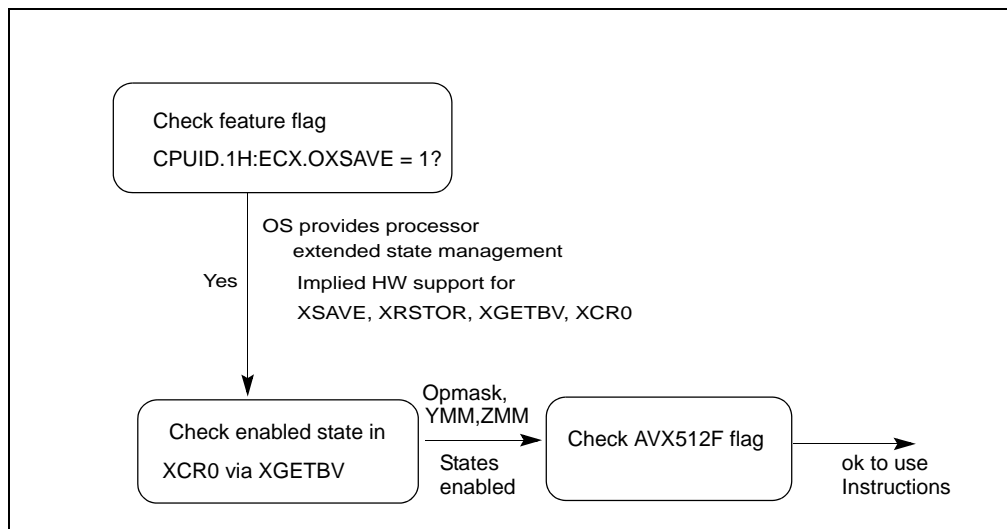 Check feature flag
CPUID.1H:ECX.OXSAVE = 1?
OS provides processor
extended state management
Yes
Implied HW support for
XSAVE, XRSTOR, XGETBV, XCR0
Check enabled state in
XCR0 via XGETBV
Opmask,
YMM,ZMM
States
enabled
Check AVX512F flag
ok to use
Instructions